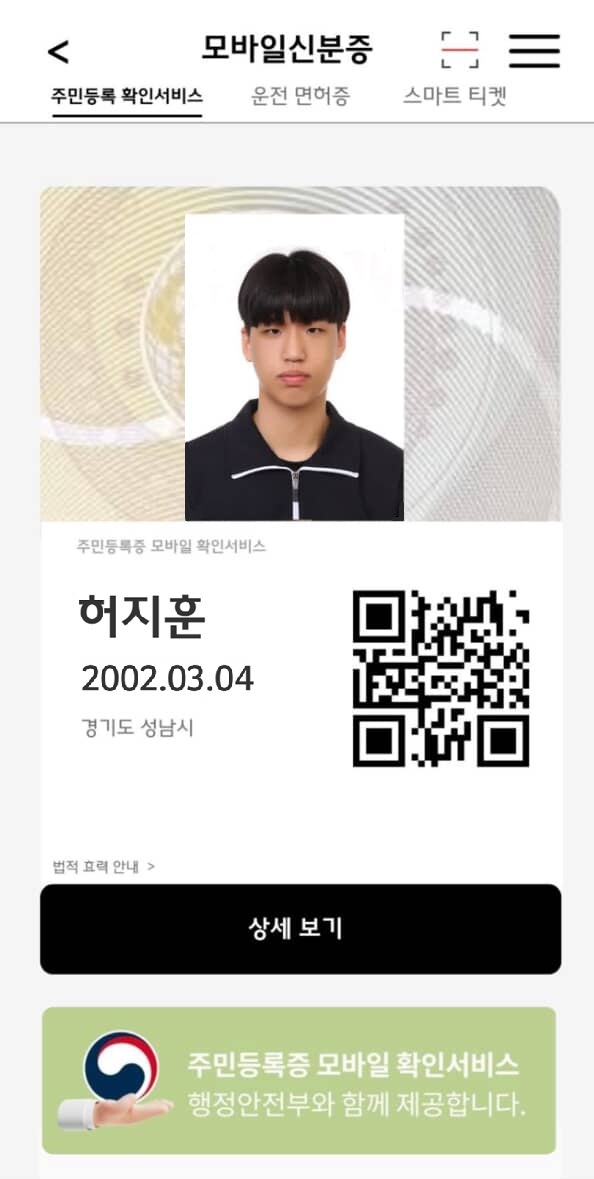 모바일신분증
주민등록 확인서비스 운전 면허증 스마트 티켓
주민등록증 모바일 확인서비스
허지훈
2002.03.04
경기도 성남시
법적 효력 안내 >
상세 보기
주민등록증 모바일 확인서비스
행정안전부와 함께 제공합니다.